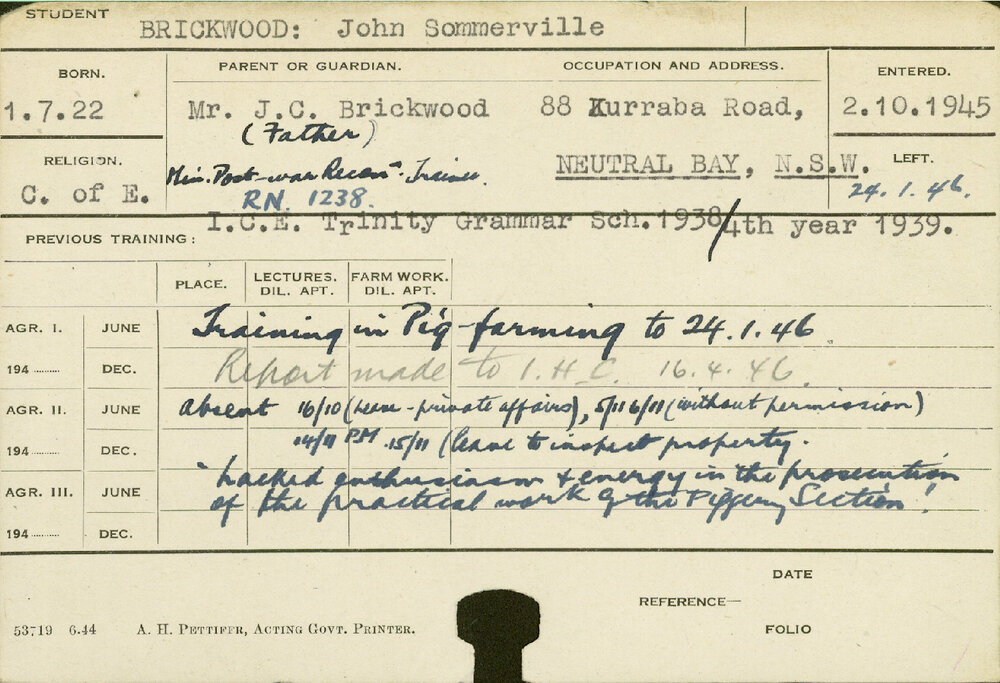 STUDENT
BRICKWOOD: John Sommerville
BORN.
PARENT OR GUARDIAN.
OCCUPATION AND ADDRESS.
ENTERED.
1.7.22
Mr. J.C. Brickwood
88 Kurraba Road,
2.10.1945
(Father)
RELIGION.
Min. Post-war Recon. Trainee.
NEUTRAL BAY, N.S.W.
LEFT.
C. of E.
RN. 1238.
24.1.46.
PREVIOUS TRAINING:
I.C.E. Trinity Grammar Sch. 1938/4th year 1939.
PLACE.
LECTURES.
DIL. APT.
FARM WORK.
DIL. APT.
AGR. I.
JUNE
Training in Pig-farming to 24.1.46
194
DEC.
Report made to I.H.C. 16.4.46.
AGR. II.
JUNE
Absent 16/10 (leave - private affairs), 5/11 6/11 (without permission)
194
DEC.
14/11 PM 15/11 (leave to inspect property.
AGR. III.
JUNE
"Lacked enthusiasm & energy in the prosecution
of the practical work of the Piggery Section".
194
DEC.
DATE
REFERENCE—
FOLIO
53719 6.44 A. H. PETTIFER, ACTING GOVT. PRINTER.